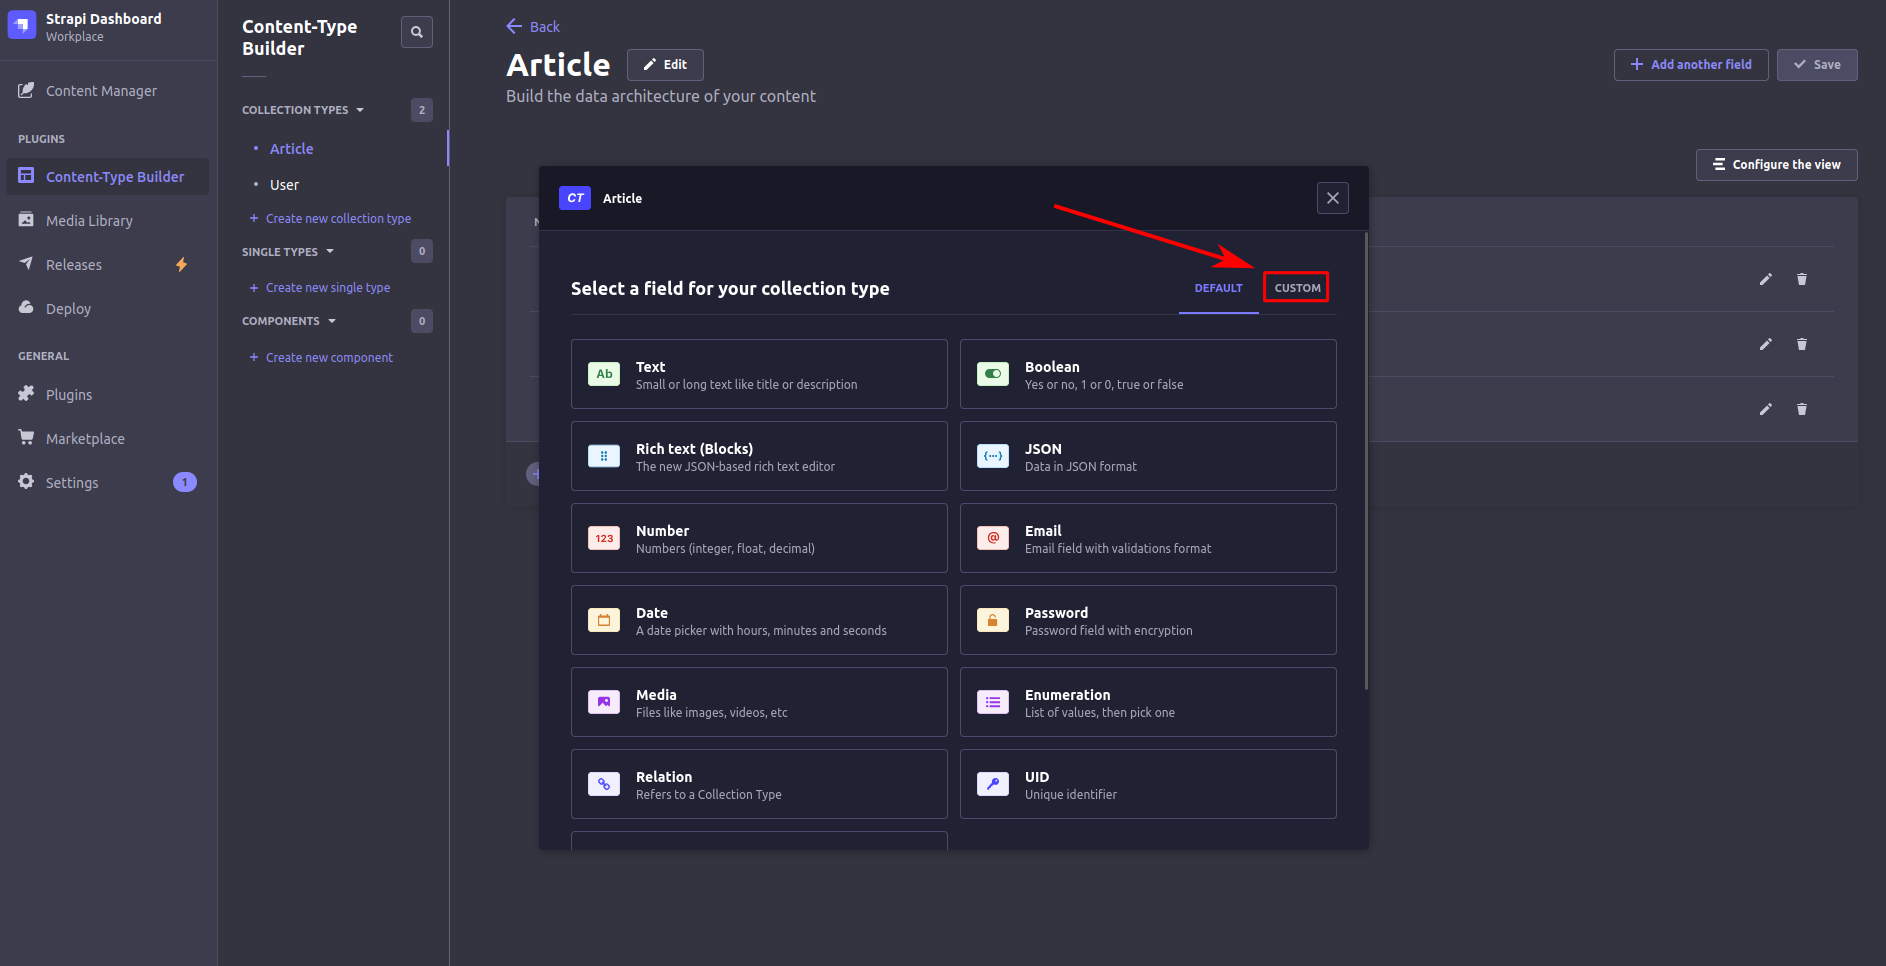 Strapi Dashboard
Workplace
Content Manager
PLUGINS
Content-Type Builder
Media Library
Releases
Deploy
GENERAL
Plugins
Marketplace
Settings
1
Content-Type
Builder
COLLECTION TYPES
2
Article
User
Create new collection type
SINGLE TYPES
0
Create new single type
COMPONENTS
0
Create new component
Back
Article
Edit
Build the data architecture of your content
Add another field
Save
Configure the view
CT
Article
Select a field for your collection type
DEFAULT
CUSTOM
Ab
Text
Small or long text like title or description
Boolean
Yes or no, 1 or 0, true or false
Rich text (Blocks)
The new JSON-based rich text editor
{···}
JSON
Data in JSON format
123
Number
Numbers (integer, float, decimal)
@
Email
Email field with validations format
Date
A date picker with hours, minutes and seconds
Password
Password field with encryption
Media
Files like images, videos, etc
Enumeration
List of values, then pick one
Relation
Refers to a Collection Type
UID
Unique identifier